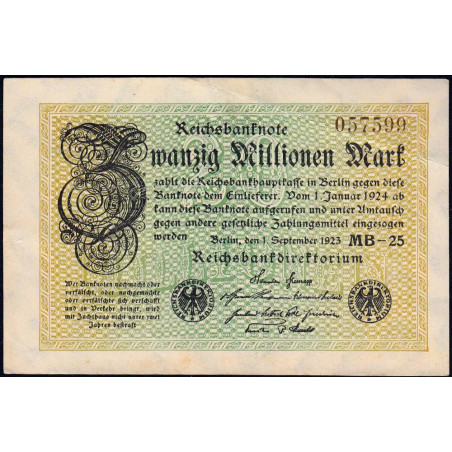 Reichsbanknote
057599
Zwanzig Millionen Mark
zahlt die Reichsbankhauptkasse in Berlin gegen diese
Banknote dem Einlieferer. Vom 1. Januar 1924 ab
kann diese Banknote aufgerufen und unter Umtausch
gegen andere gesetzliche Zahlungsmittel eingezogen
werden
Berlin, den 1. September 1923
MB-25
Reichsbankdirektorium
Wer Banknoten nachmacht oder
verfälscht, oder nachgemachte
oder verfälschte sich verschafft
und in Verkehr bringt, wird
mit Zuchthaus nicht unter zwei
Jahren bestraft